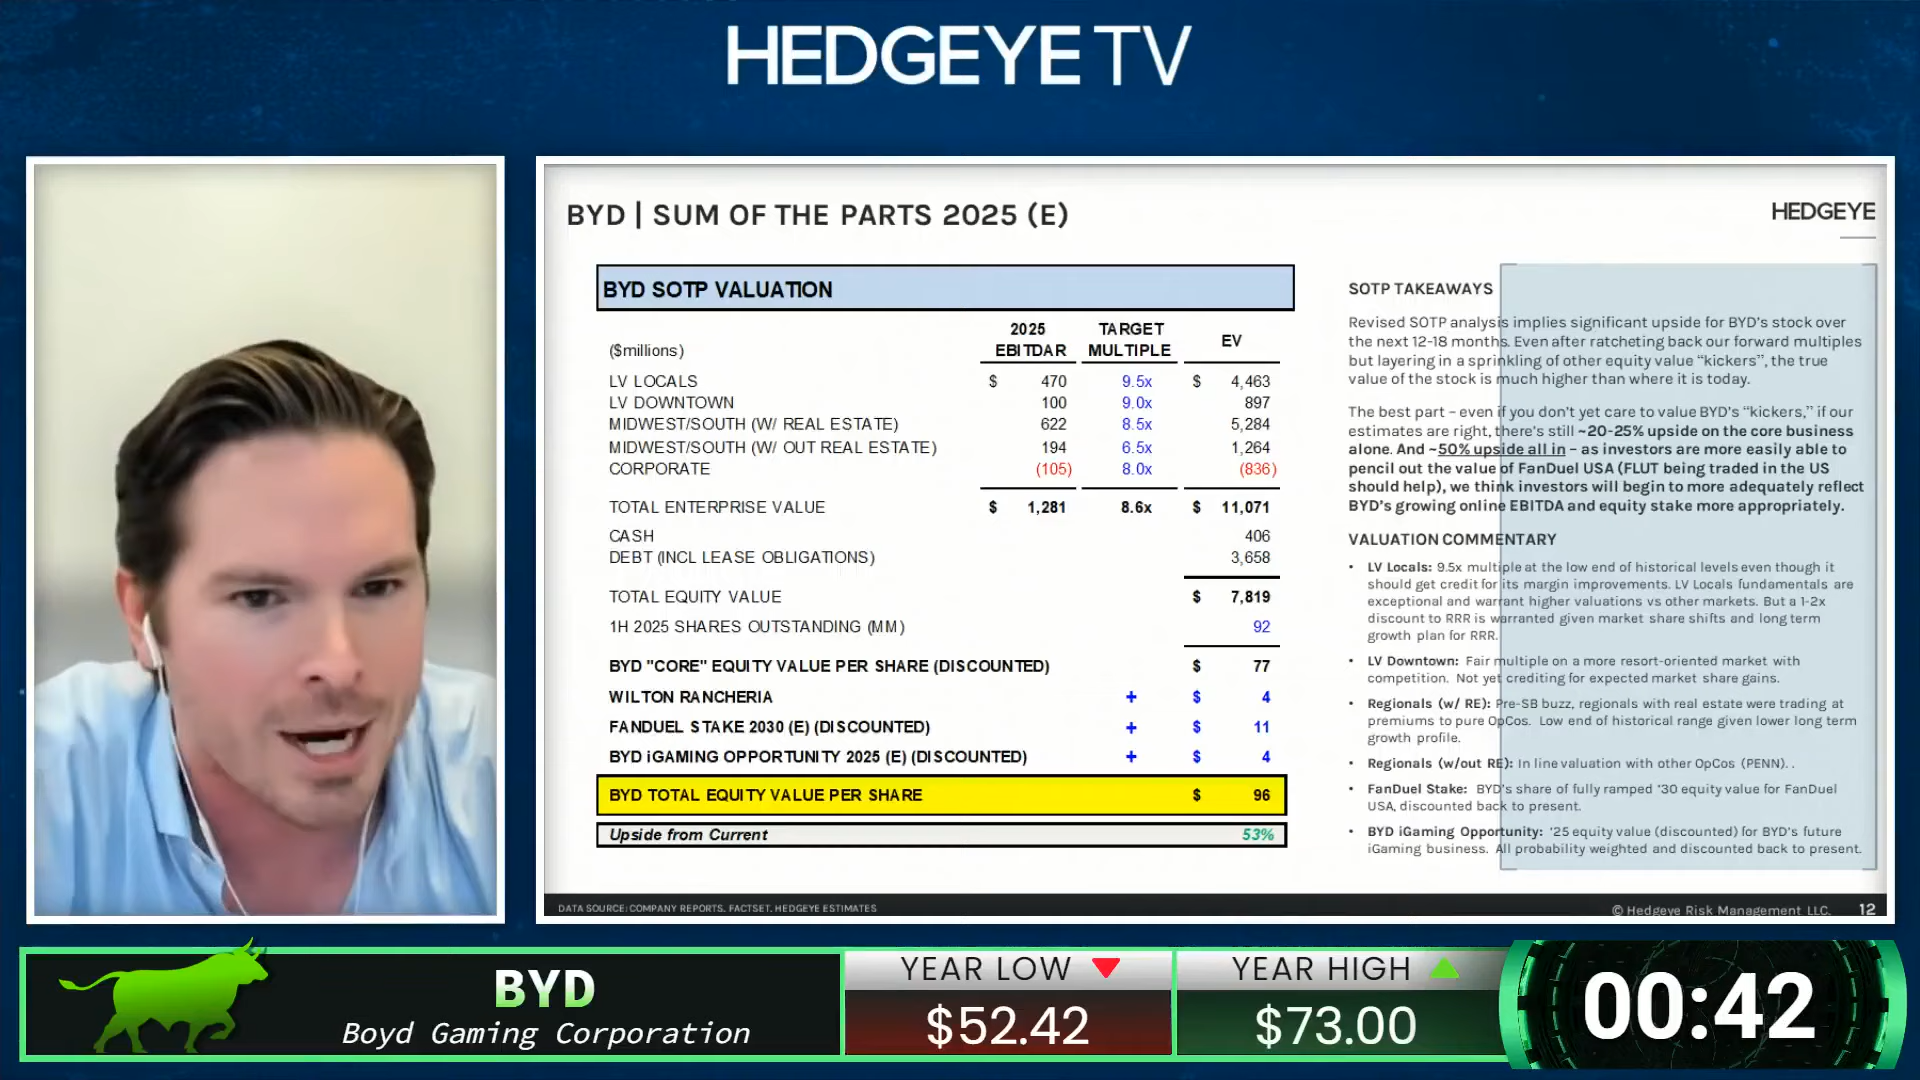 HEDGEYE TV
BYD | SUM OF THE PARTS 2025 (E)
HEDGEYE
BYD SOTP VALUATION
($millions) 2025 EBITDAR TARGET MULTIPLE EV
LV LOCALS $ 470 9.5x $ 4,463
LV DOWNTOWN 100 9.0x 897
MIDWEST/SOUTH (W/ REAL ESTATE) 622 8.5x 5,284
MIDWEST/SOUTH (W/ OUT REAL ESTATE) 194 6.5x 1,264
CORPORATE (105) 8.0x (836)
TOTAL ENTERPRISE VALUE $ 1,281 8.6x $ 11,071
CASH 406
DEBT (INCL LEASE OBLIGATIONS) 3,658
TOTAL EQUITY VALUE $ 7,819
1H 2025 SHARES OUTSTANDING (MM) 92
BYD "CORE" EQUITY VALUE PER SHARE (DISCOUNTED) $ 77
WILTON RANCHERIA + $ 4
FANDUEL STAKE 2030 (E) (DISCOUNTED) + $ 11
BYD iGAMING OPPORTUNITY 2025 (E) (DISCOUNTED) + $ 4
BYD TOTAL EQUITY VALUE PER SHARE $ 96
Upside from Current 53%
SOTP TAKEAWAYS
Revised SOTP analysis implies significant upside for BYD's stock over
the next 12-18 months. Even after ratcheting back our forward multiples
but layering in a sprinkling of other equity value “kickers”, the true
value of the stock is much higher than where it is today.
The best part – even if you don't yet care to value BYD's “kickers,” if our
estimates are right, there's still ~20-25% upside on the core business
alone. And ~50% upside all in – as investors are more easily able to
pencil out the value of FanDuel USA (FLUT being traded in the US
should help), we think investors will begin to more adequately reflect
BYD's growing online EBITDA and equity stake more appropriately.
VALUATION COMMENTARY
• LV Locals: 9.5x multiple at the low end of historical levels even though it
should get credit for its margin improvements. LV Locals fundamentals are
exceptional and warrant higher valuations vs other markets. But a 1-2x
discount to RRR is warranted given market share shifts and long term
growth plan for RRR.
• LV Downtown: Fair multiple on a more resort-oriented market with
competition. Not yet crediting for expected market share gains.
• Regionals (w/ RE): Pre-SB buzz, regionals with real estate were trading at
premiums to pure OpCos. Low end of historical range given lower long term
growth profile.
• Regionals (w/out RE): In line valuation with other OpCos (PENN). .
• FanDuel Stake: BYD's share of fully ramped '30 equity value for FanDuel
USA, discounted back to present.
• BYD iGaming Opportunity: '25 equity value (discounted) for BYD's future
iGaming business. All probability weighted and discounted back to present.
DATA SOURCE: COMPANY REPORTS, FACTSET, HEDGEYE ESTIMATES
© Hedgeye Risk Management LLC. 12
BYD
Boyd Gaming Corporation
YEAR LOW
$52.42
YEAR HIGH
$73.00
00:42